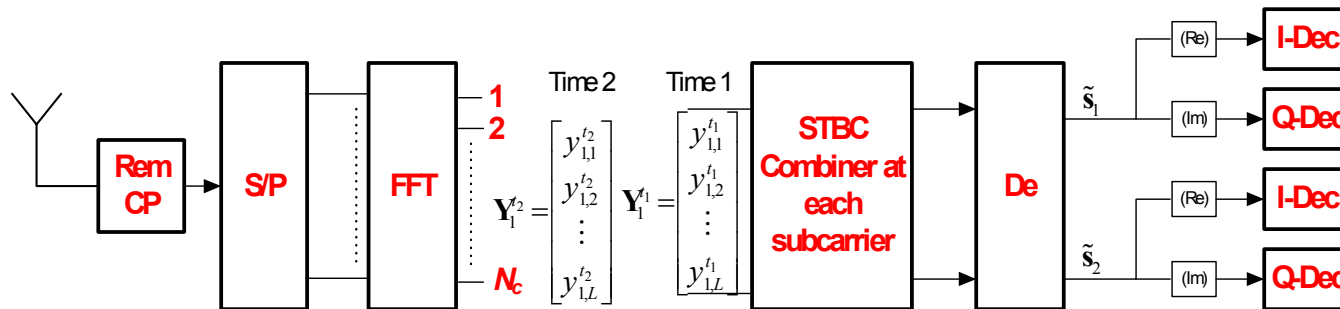 Rem
CP
S/P
FFT
1
2
N_c
Time 2
Y_1^{t_2} = [ y_{1,1}^{t_2} y_{1,2}^{t_2} ⋮ y_{1,L}^{t_2} ]
Time 1
Y_1^{t_1} = [ y_{1,1}^{t_1} y_{1,2}^{t_1} ⋮ y_{1,L}^{t_1} ]
STBC
Combiner at
each
subcarrier
De
s̃_1
s̃_2
(Re)
I-Dec
(Im)
Q-Dec
(Re)
I-Dec
(Im)
Q-Dec